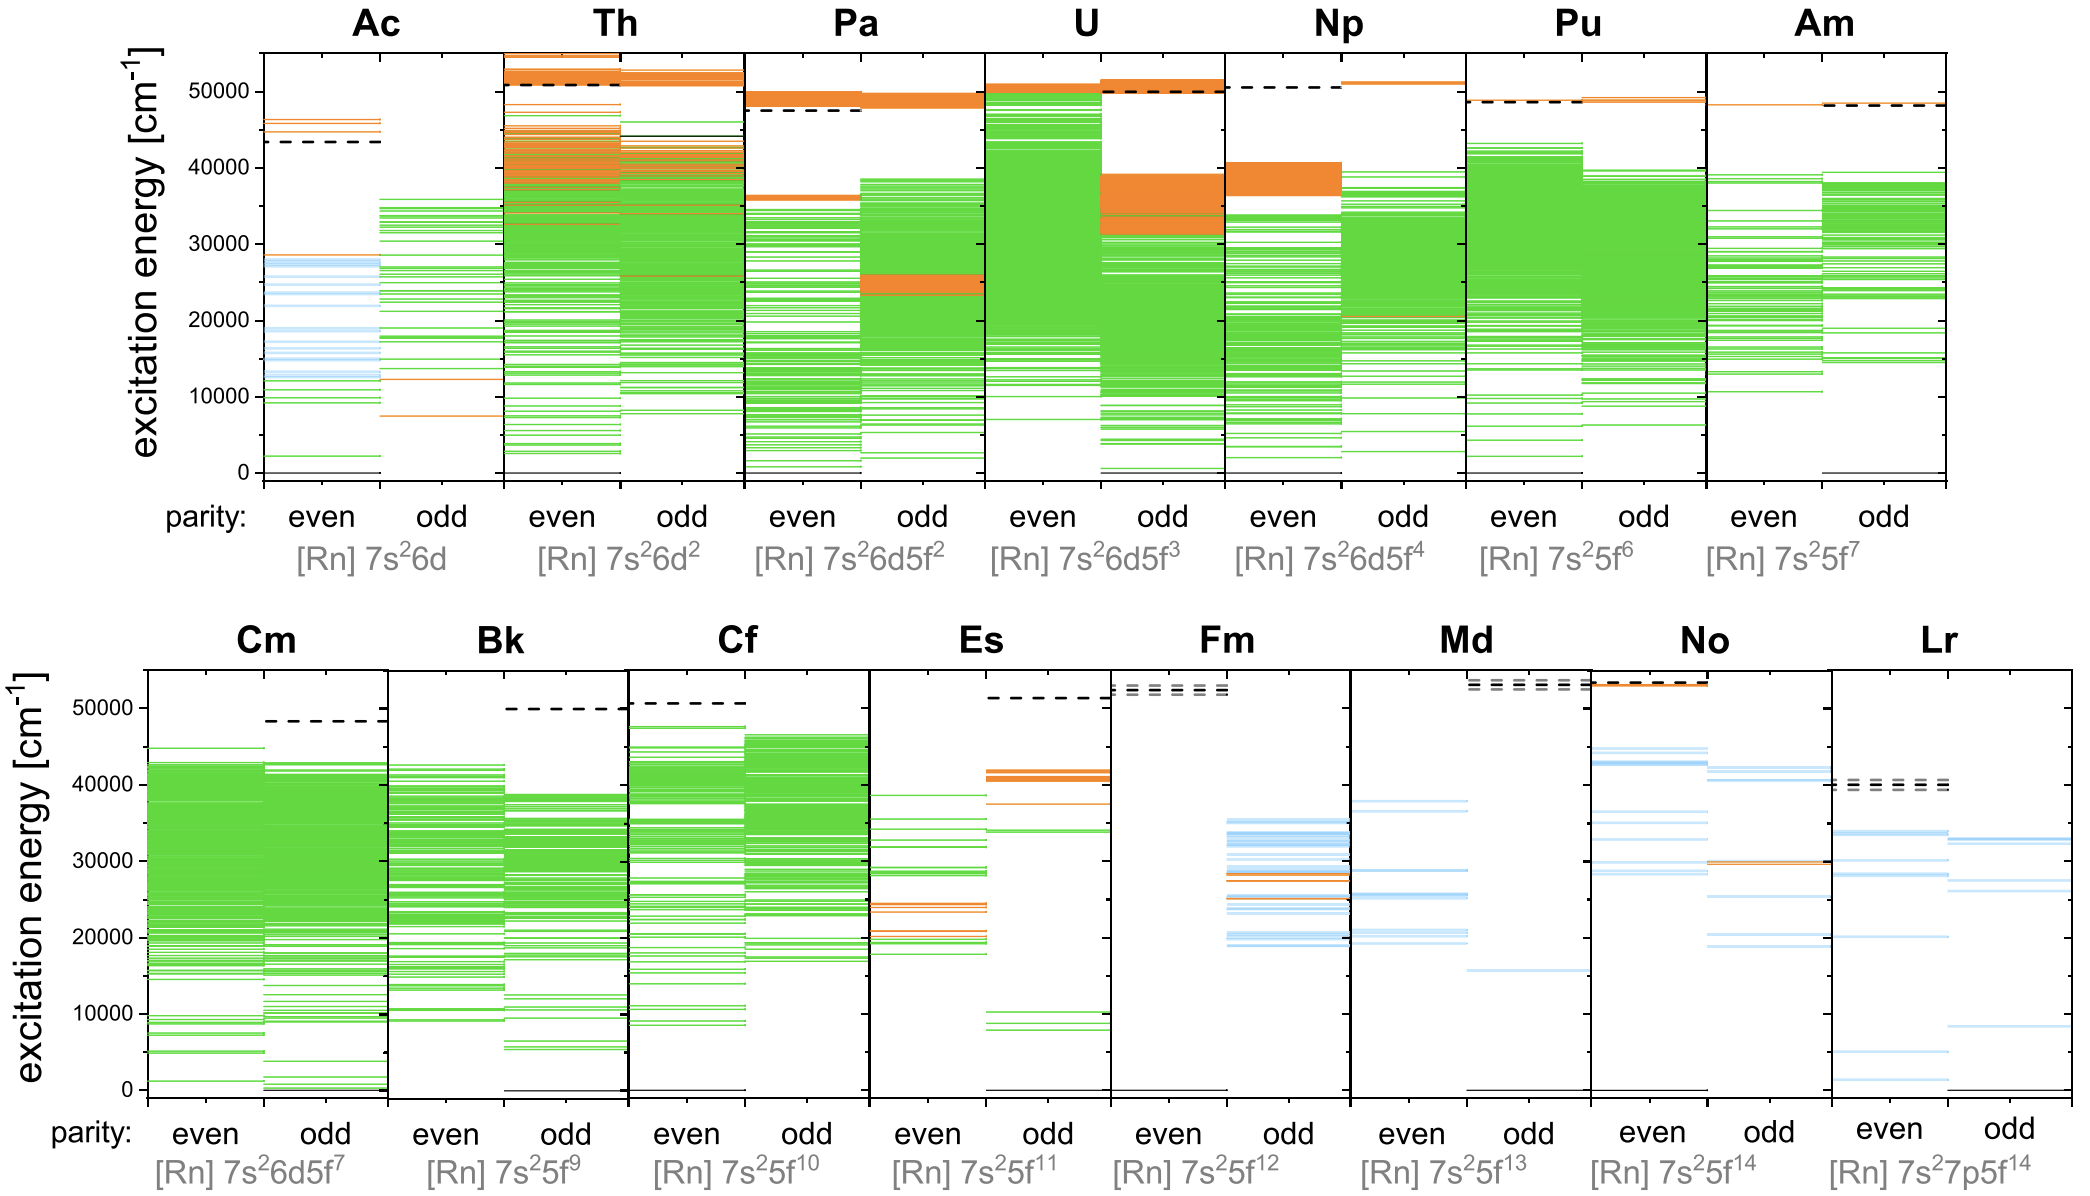 Ac Th Pa U Np Pu Am
excitation energy [cm⁻¹]
50000
40000
30000
20000
10000
0
parity: even odd even odd even odd even odd even odd even odd even odd
[Rn] 7s²6d [Rn] 7s²6d² [Rn] 7s²6d5f² [Rn] 7s²6d5f³ [Rn] 7s²6d5f⁴ [Rn] 7s²5f⁶ [Rn] 7s²5f⁷
Cm Bk Cf Es Fm Md No Lr
excitation energy [cm⁻¹]
50000
40000
30000
20000
10000
0
parity: even odd even odd even odd even odd even odd even odd even odd even odd
[Rn] 7s²6d5f⁷ [Rn] 7s²5f⁹ [Rn] 7s²5f¹⁰ [Rn] 7s²5f¹¹ [Rn] 7s²5f¹² [Rn] 7s²5f¹³ [Rn] 7s²5f¹⁴ [Rn] 7s²7p5f¹⁴